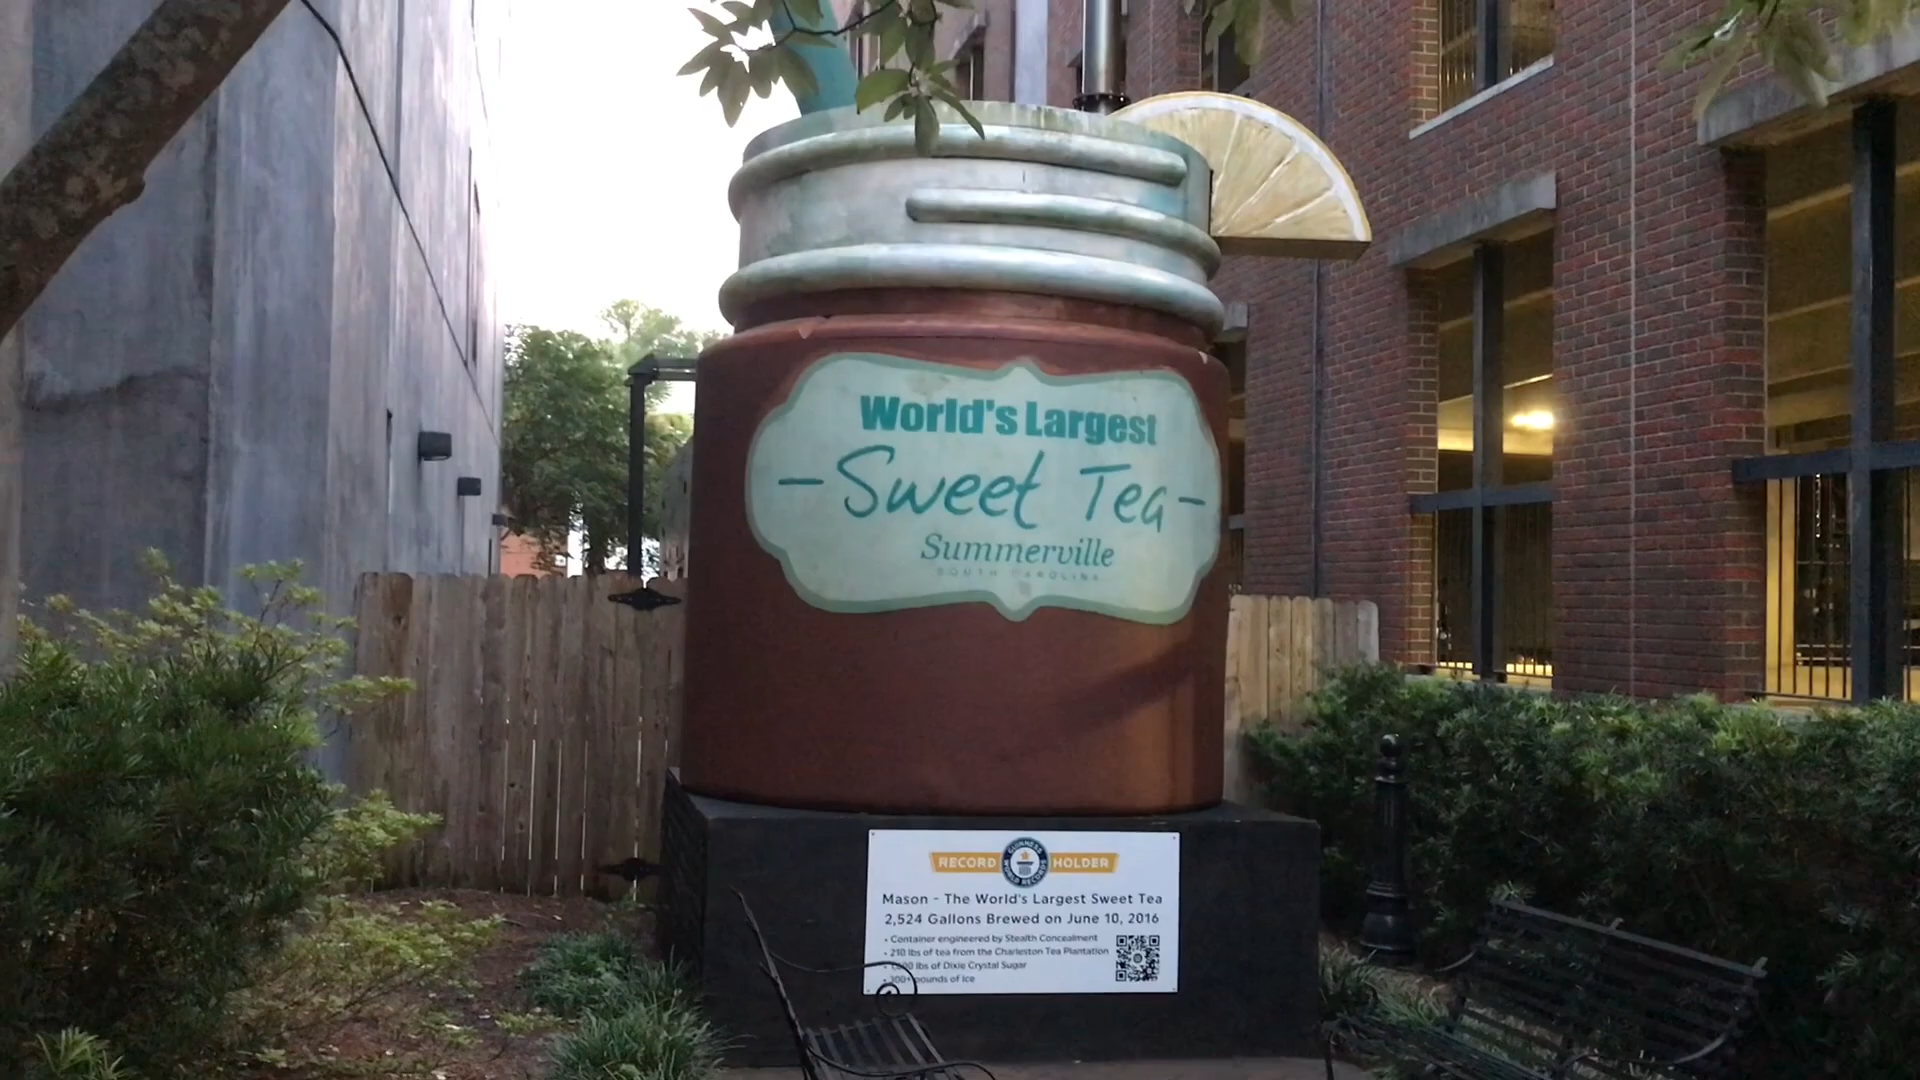 World's Largest
- Sweet Tea -
Summerville
SOUTH CAROLINA
RECORD HOLDER
GUINNESS WORLD RECORDS
Mason - The World's Largest Sweet Tea
2,524 Gallons Brewed on June 10, 2016
• Container engineered by Stealth Concealment
• 210 lbs of tea from the Charleston Tea Plantation
lbs of Dixie Crystal Sugar
pounds of Ice